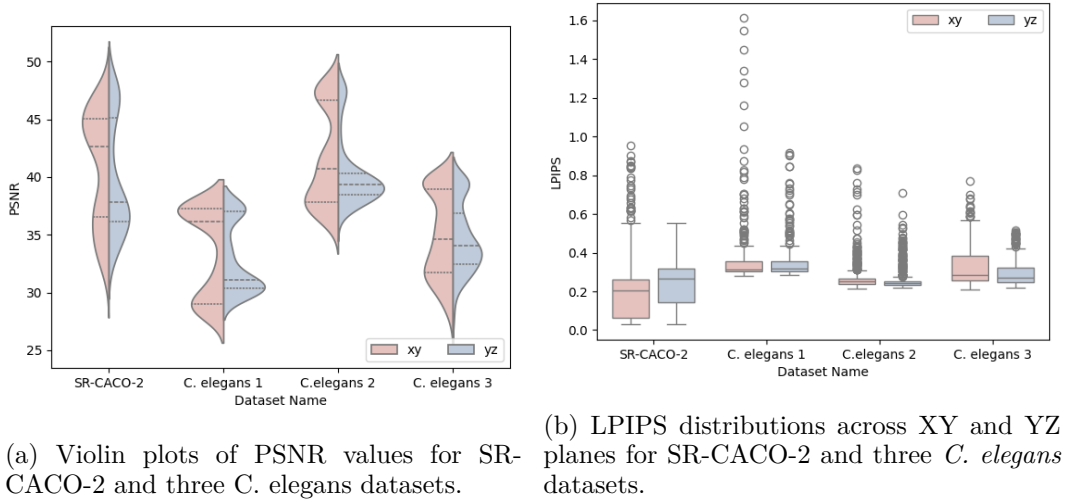 50
45
40
35
30
25
PSNR
xy
yz
SR-CACO-2
C. elegans 1
C.elegans 2
C. elegans 3
Dataset Name
(a) Violin plots of PSNR values for SR-
CACO-2 and three C. elegans datasets.
1.6
1.4
1.2
1.0
0.8
0.6
0.4
0.2
0.0
LPIPS
xy
yz
SR-CACO-2
C. elegans 1
C.elegans 2
C. elegans 3
Dataset Name
(b) LPIPS distributions across XY and YZ
planes for SR-CACO-2 and three C. elegans
datasets.